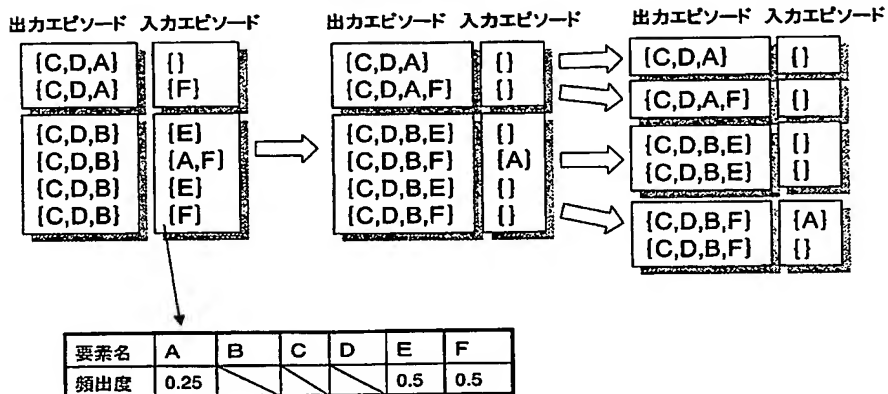 出力エピソード 入力エピソード
{C,D,A} {}
{C,D,A} {F}
{C,D,B} {E}
{C,D,B} {A,F}
{C,D,B} {E}
{C,D,B} {F}
出力エピソード 入力エピソード
{C,D,A} {}
{C,D,A,F} {}
{C,D,B,E} {}
{C,D,B,F} {A}
{C,D,B,E} {}
{C,D,B,F} {}
出力エピソード 入力エピソード
{C,D,A} {}
{C,D,A,F} {}
{C,D,B,E} {}
{C,D,B,E} {}
{C,D,B,F} {A}
{C,D,B,F} {}
要素名 A B C D E F
頻出度 0.25 0.5 0.5